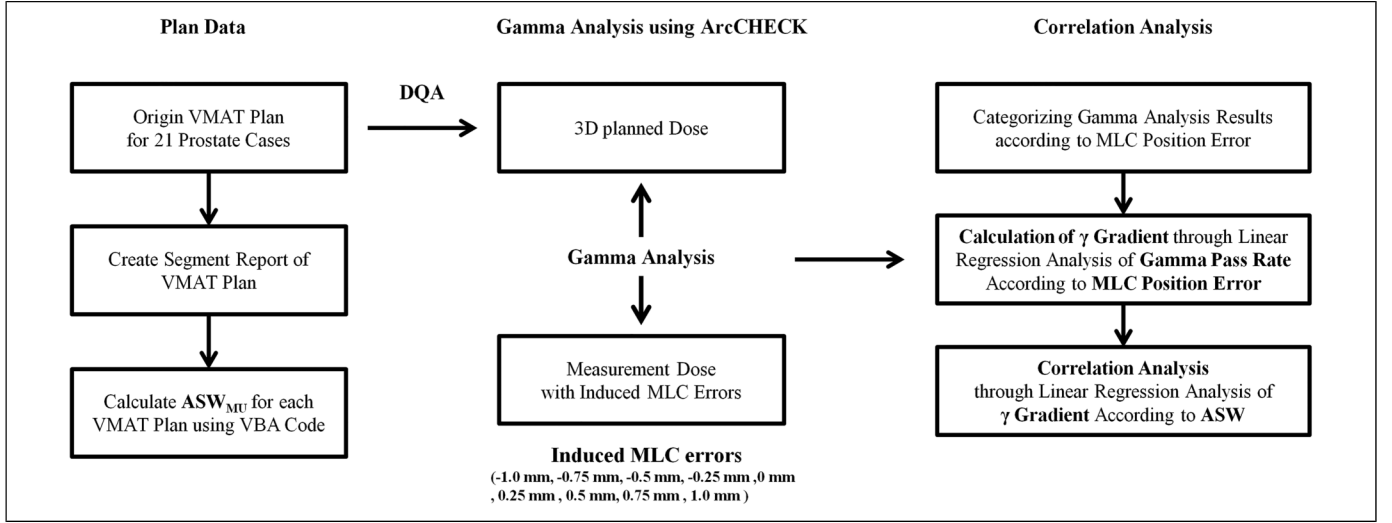 Plan Data
Origin VMAT Plan
for 21 Prostate Cases
Create Segment Report of
VMAT Plan
Calculate ASW_MU for each
VMAT Plan using VBA Code
DQA
Gamma Analysis using ArcCHECK
3D planned Dose
Gamma Analysis
Measurement Dose
with Induced MLC Errors
Induced MLC errors
(-1.0 mm, -0.75 mm, -0.5 mm, -0.25 mm ,0 mm
, 0.25 mm , 0.5 mm, 0.75 mm , 1.0 mm )
Correlation Analysis
Categorizing Gamma Analysis Results
according to MLC Position Error
Calculation of γ Gradient through Linear
Regression Analysis of Gamma Pass Rate
According to MLC Position Error
Correlation Analysis
through Linear Regression Analysis of
γ Gradient According to ASW